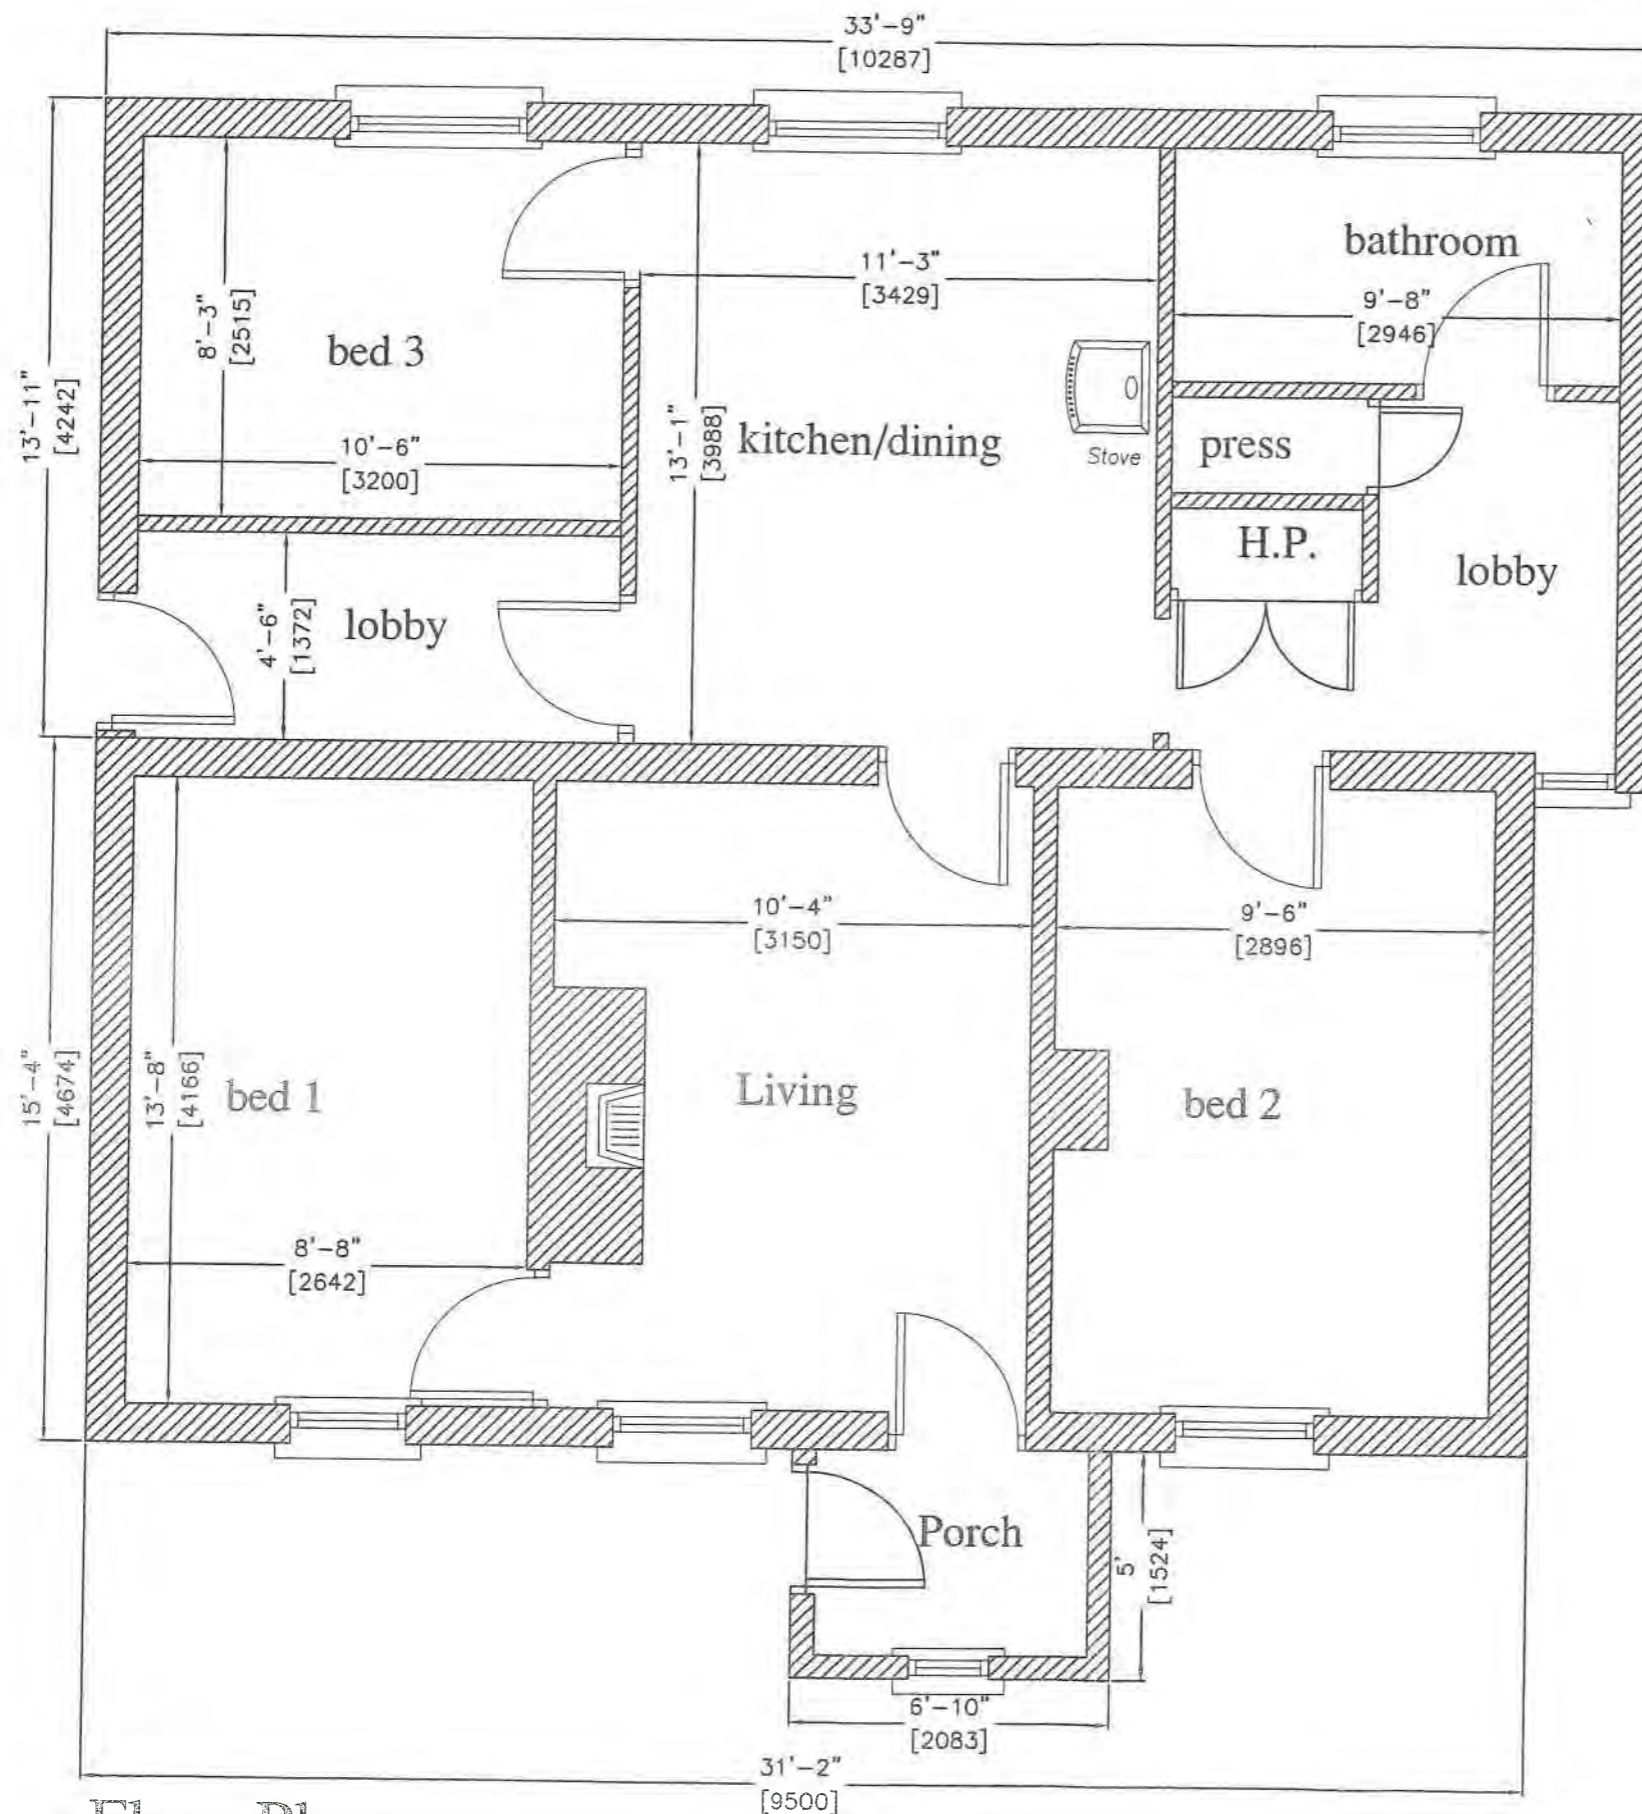 33'-9"
[10287]
bathroom
11'-3"
[3429]
9'-8"
[2946]
8'-3"
[2515]
bed 3
13'-11"
[4242]
10'-6"
[3200]
13'-1"
[3988]
kitchen/dining
Stove
press
H.P.
lobby
4'-6"
[1372]
lobby
10'-4"
[3150]
9'-6"
[2896]
15'-4"
[4674]
13'-8"
[4166]
bed 1
Living
bed 2
8'-8"
[2642]
Porch
5'
[1524]
6'-10"
[2083]
31'-2"
[9500]